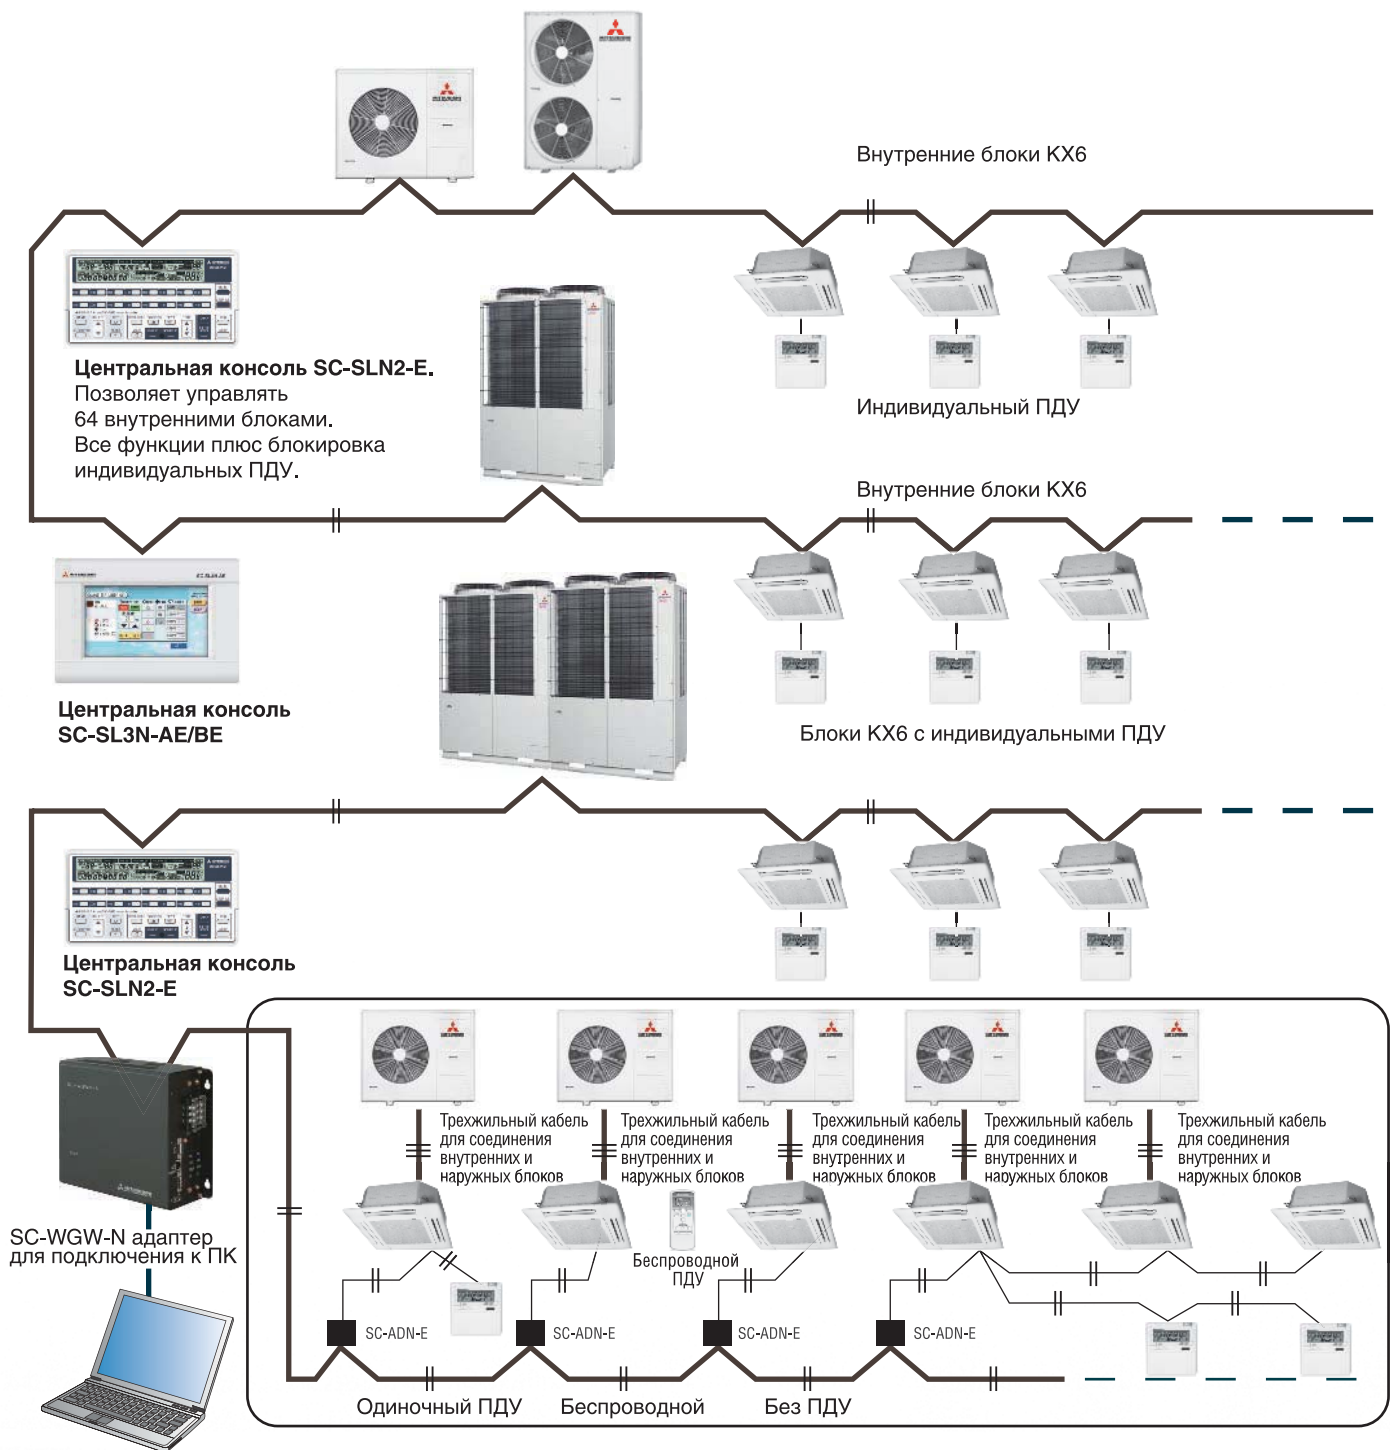 Внутренние блоки KX6
Центральная консоль SC-SLN2-E.
Позволяет управлять
64 внутренними блоками.
Все функции плюс блокировка
индивидуальных ПДУ.
Индивидуальный ПДУ
Внутренние блоки KX6
Центральная консоль
SC-SL3N-AE/BE
Блоки KX6 с индивидуальными ПДУ
Центральная консоль
SC-SLN2-E
SC-WGW-N адаптер
для подключения к ПК
Трехжильный кабель
для соединения
внутренних и
наружных блоков
Трехжильный кабель
для соединения
внутренних и
наружных блоков
Трехжильный кабель
для соединения
внутренних и
наружных блоков
Трехжильный кабель
для соединения
внутренних и
наружных блоков
Трехжильный кабель
для соединения
внутренних и
наружных блоков
Беспроводной
ПДУ
SC-ADN-E
SC-ADN-E
SC-ADN-E
SC-ADN-E
Одиночный ПДУ
Беспроводной
Без ПДУ